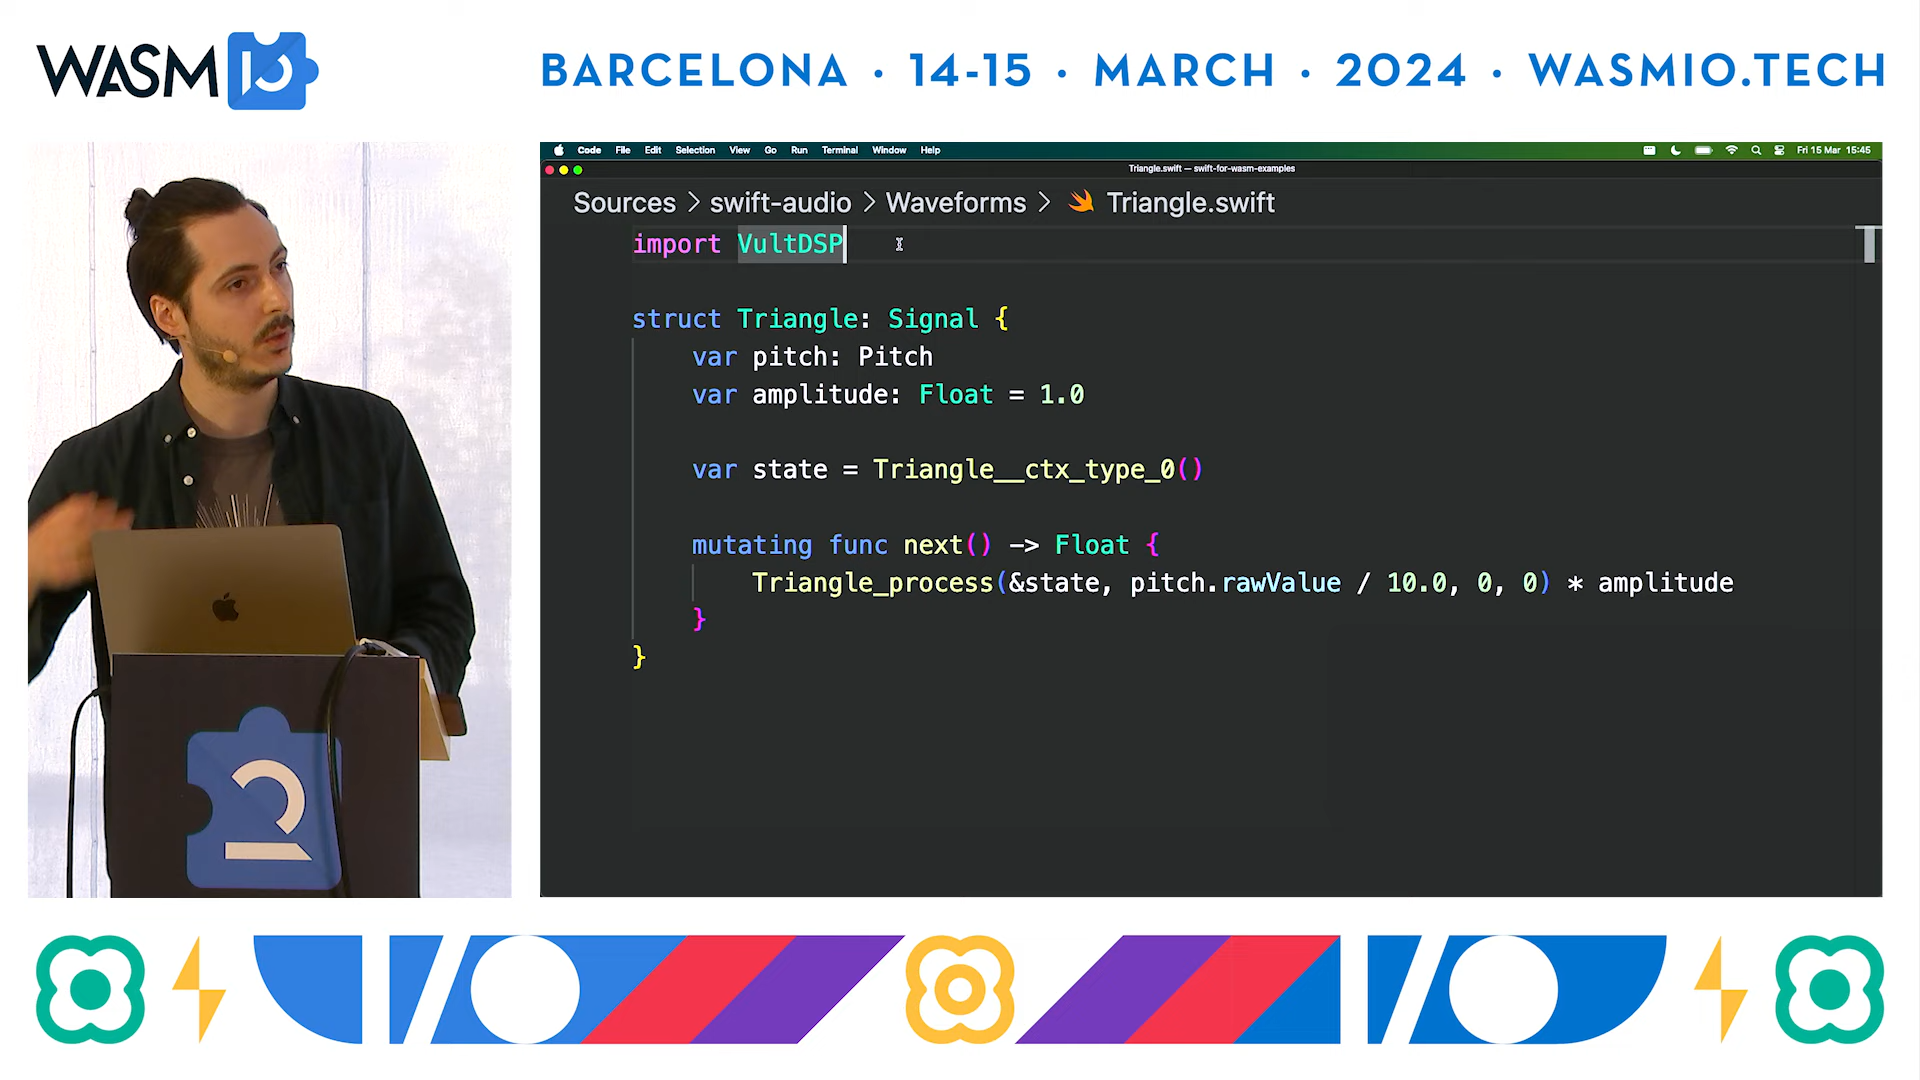 WASM
BARCELONA · 14-15 · MARCH · 2024 · WASMIO.TECH
Code File Edit Selection View Go Run Terminal Window Help
Fri 15 Mar 15:45
Triangle.swift — swift-for-wasm-examples
Sources > swift-audio > Waveforms > Triangle.swift
import VultDSP
struct Triangle: Signal {
var pitch: Pitch
var amplitude: Float = 1.0
var state = Triangle__ctx_type_0()
mutating func next() -> Float {
Triangle_process(&state, pitch.rawValue / 10.0, 0, 0) * amplitude
}
}